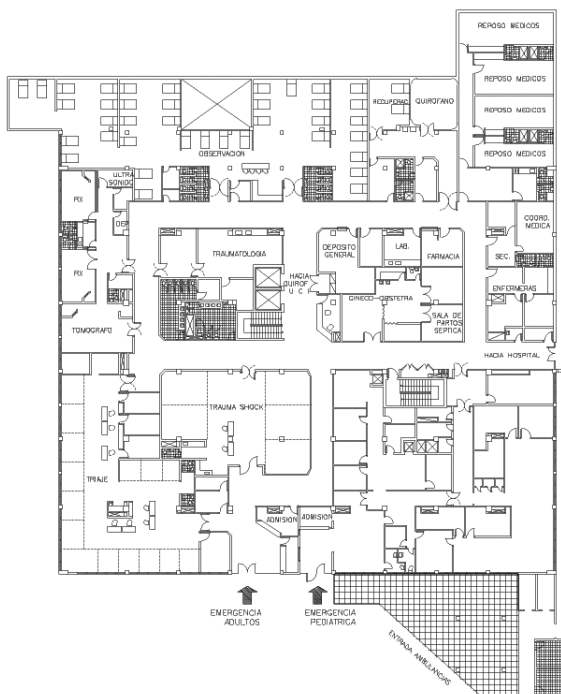 REPOSO MEDICOS
REPOSO MEDICOS
RECUPERAC.
QUIROFANO
REPOSO MEDICOS
OBSERVACION
REPOSO MEDICOS
ULTRA
SONIDO
RX
DEP
COORD.
MEDICA
TRAUMATOLOGIA
DEPOSITO
GENERAL
LAB.
FARMACIA
SEC.
RX
HACIA
QUIROF
U C I
ENFERMERAS
GINECO-OBSTETRA
SALA DE
PARTOS
SEPTICA
TOMOGRAFO
HACIA HOSPITAL
TRAUMA SHOCK
TRIAJE
ADMISION
ADMISION
EMERGENCIA
ADULTOS
EMERGENCIA
PEDIATRICA
ENTRADA AMBULANCIAS